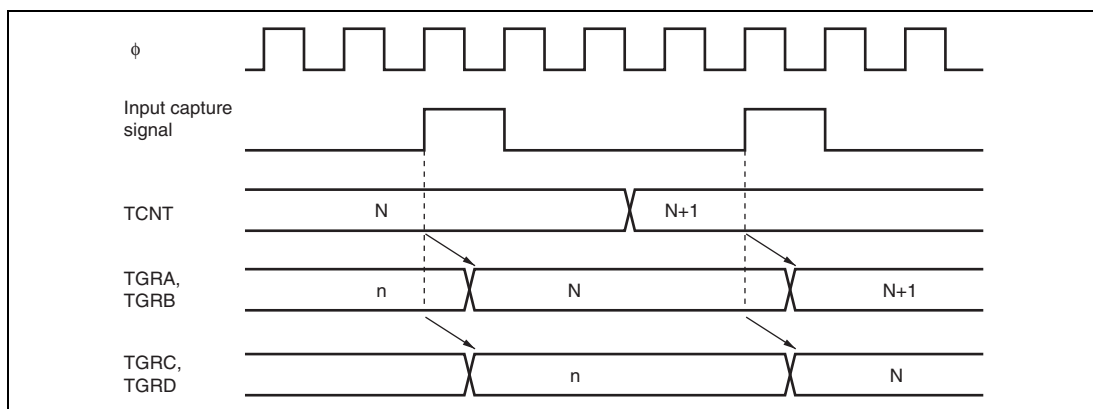 ϕ
Input capture
signal
TCNT
N
N+1
TGRA,
TGRB
n
N
N+1
TGRC,
TGRD
n
N